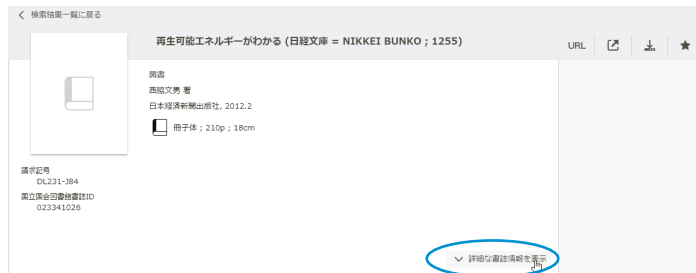 検索結果一覧に戻る
再生可能エネルギーがわかる (日経文庫 = NIKKEI BUNKO ; 1255)
URL
図書
西脇文男 著
日本経済新聞出版社, 2012.2
冊子体 ; 210p ; 18cm
請求記号
DL231-J84
国立国会図書館書誌ID
023341026
詳細な書誌情報を表示